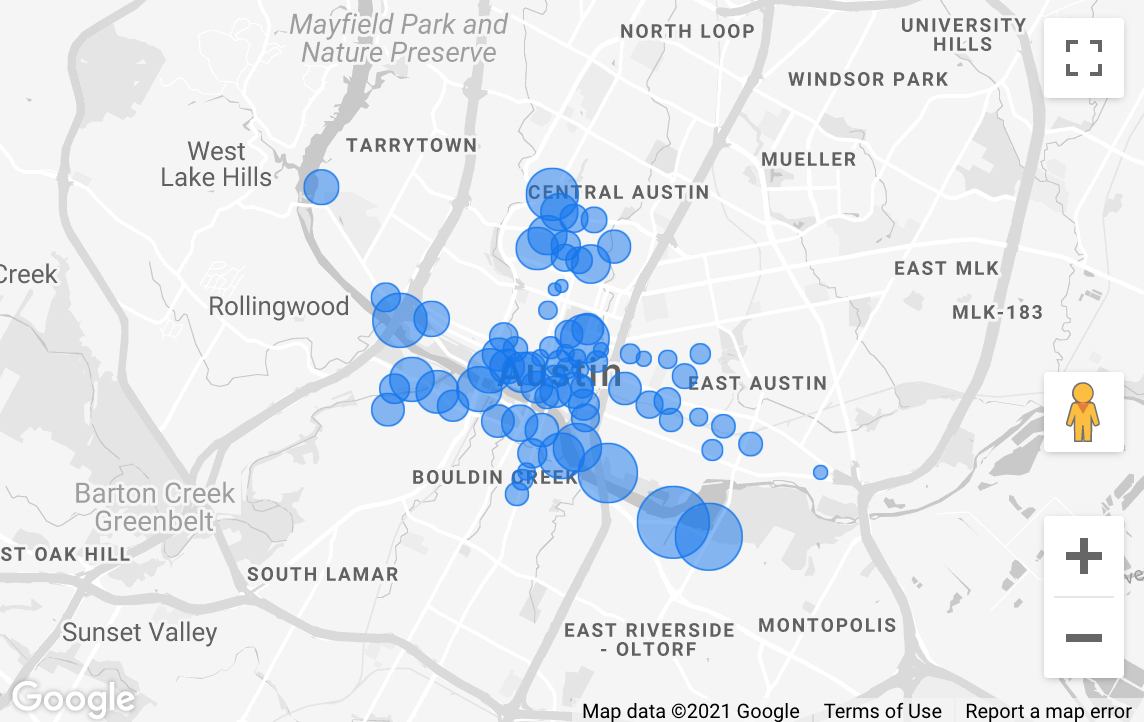 Mayfield Park and
Nature Preserve
NORTH LOOP
UNIVERSITY
HILLS
WINDSOR PARK
TARRYTOWN
West
Lake Hills
MUELLER
CENTRAL AUSTIN
Creek
EAST MLK
Rollingwood
MLK-183
Austin
EAST AUSTIN
BOULDIN CREEK
Barton Creek
Greenbelt
ST OAK HILL
SOUTH LAMAR
Sunset Valley
EAST RIVERSIDE
- OLTORF
MONTOPOLIS
Google
Map data ©2021 Google
Terms of Use
Report a map error